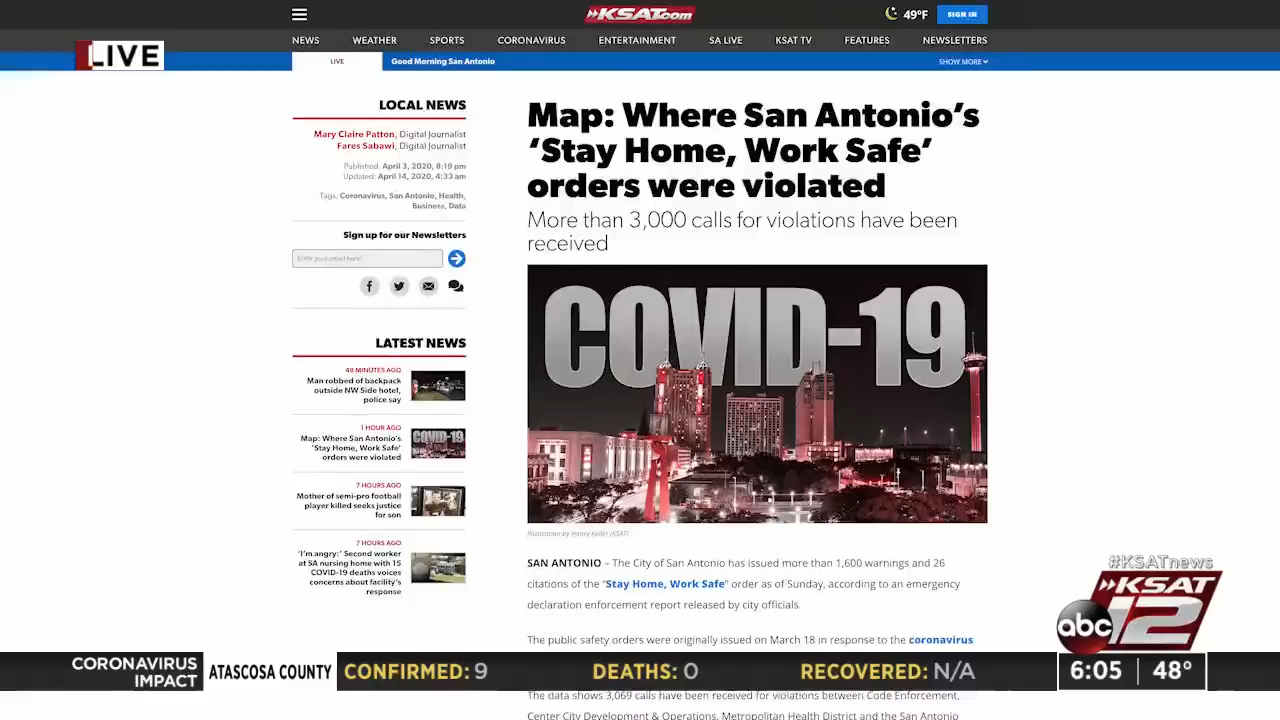 KSAT.com
49°F
SIGN IN
NEWS
WEATHER
SPORTS
CORONAVIRUS
ENTERTAINMENT
SA LIVE
KSAT TV
FEATURES
NEWSLETTERS
LIVE
LIVE
Good Morning San Antonio
SHOW MORE
LOCAL NEWS
Mary Claire Patton, Digital Journalist
Fares Sabawi, Digital Journalist
Published: April 3, 2020, 8:19 pm
Updated: April 14, 2020, 4:33 am
Tags: Coronavirus, San Antonio, Health,
Business, Data
Sign up for our Newsletters
Enter your email here!
LATEST NEWS
48 MINUTES AGO
Man robbed of backpack
outside NW Side hotel,
police say
1 HOUR AGO
Map: Where San Antonio's
'Stay Home, Work Safe'
orders were violated
COVID-19
7 HOURS AGO
Mother of semi-pro football
player killed seeks justice
for son
7 HOURS AGO
'I'm angry:' Second worker
at SA nursing home with 15
COVID-19 deaths voices
concerns about facility's
response
Map: Where San Antonio's
'Stay Home, Work Safe'
orders were violated
More than 3,000 calls for violations have been
received
COVID-19
Illustration by Henry Keller (KSAT)
SAN ANTONIO – The City of San Antonio has issued more than 1,600 warnings and 26
citations of the "Stay Home, Work Safe" order as of Sunday, according to an emergency
declaration enforcement report released by city officials.
The public safety orders were originally issued on March 18 in response to the coronavirus
The data shows 3,069 calls have been received for violations between Code Enforcement,
Center City Development & Operations, Metropolitan Health District and the San Antonio
#KSATnews
KSAT
abc 12
CORONAVIRUS
IMPACT
ATASCOSA COUNTY
CONFIRMED: 9
DEATHS: 0
RECOVERED: N/A
6:05
48°